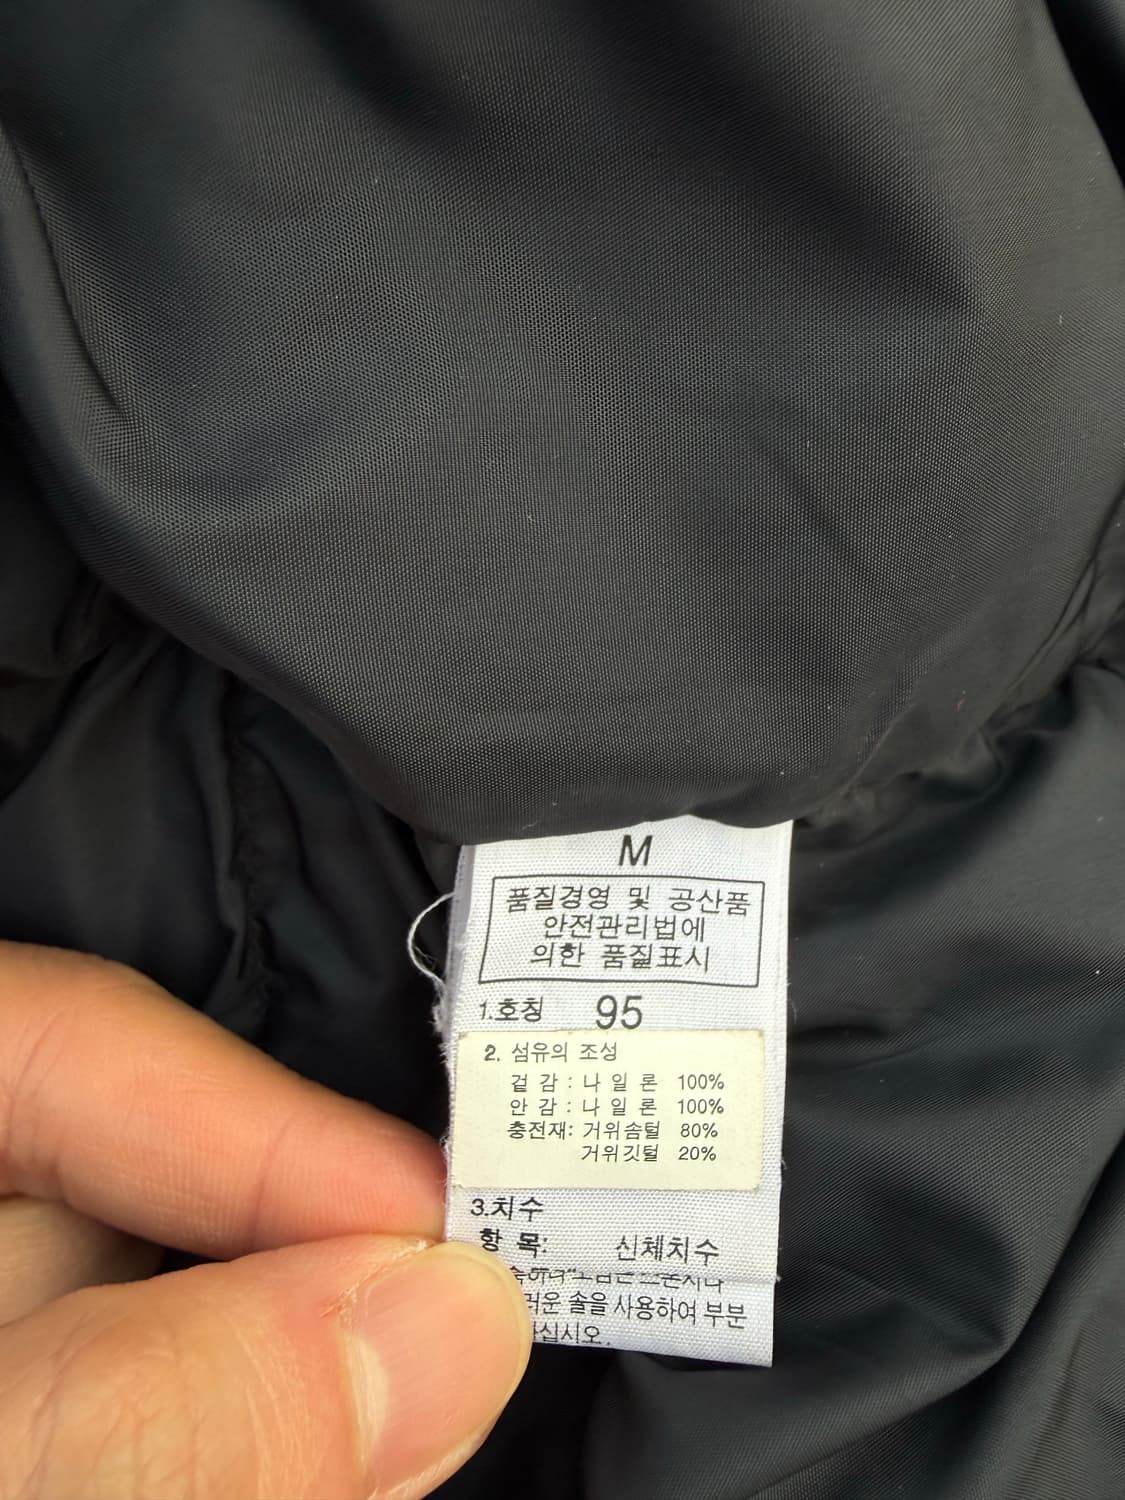 M
품질경영 및 공산품
안전관리법에
의한 품질표시
1.호칭 95
2. 섬유의 조성
겉 감 : 나 일 론 100%
안 감 : 나 일 론 100%
충전재: 거위솜털 80%
거위깃털 20%
3.치수
항 목: 신체치수
솔을 사용하여 부분